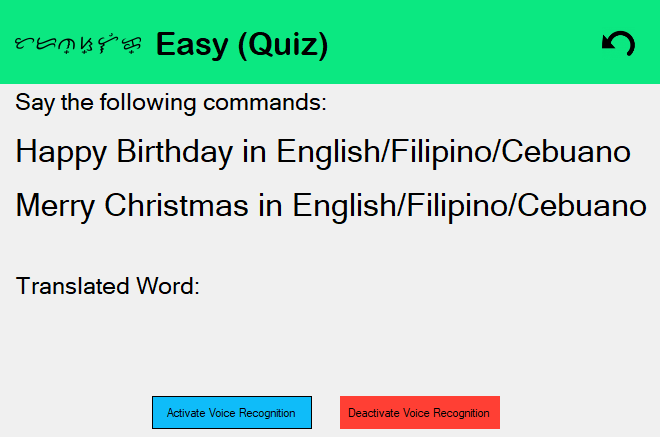 Easy (Quiz)
Say the following commands:
Happy Birthday in English/Filipino/Cebuano
Merry Christmas in English/Filipino/Cebuano
Translated Word:
Activate Voice Recognition
Deactivate Voice Recognition